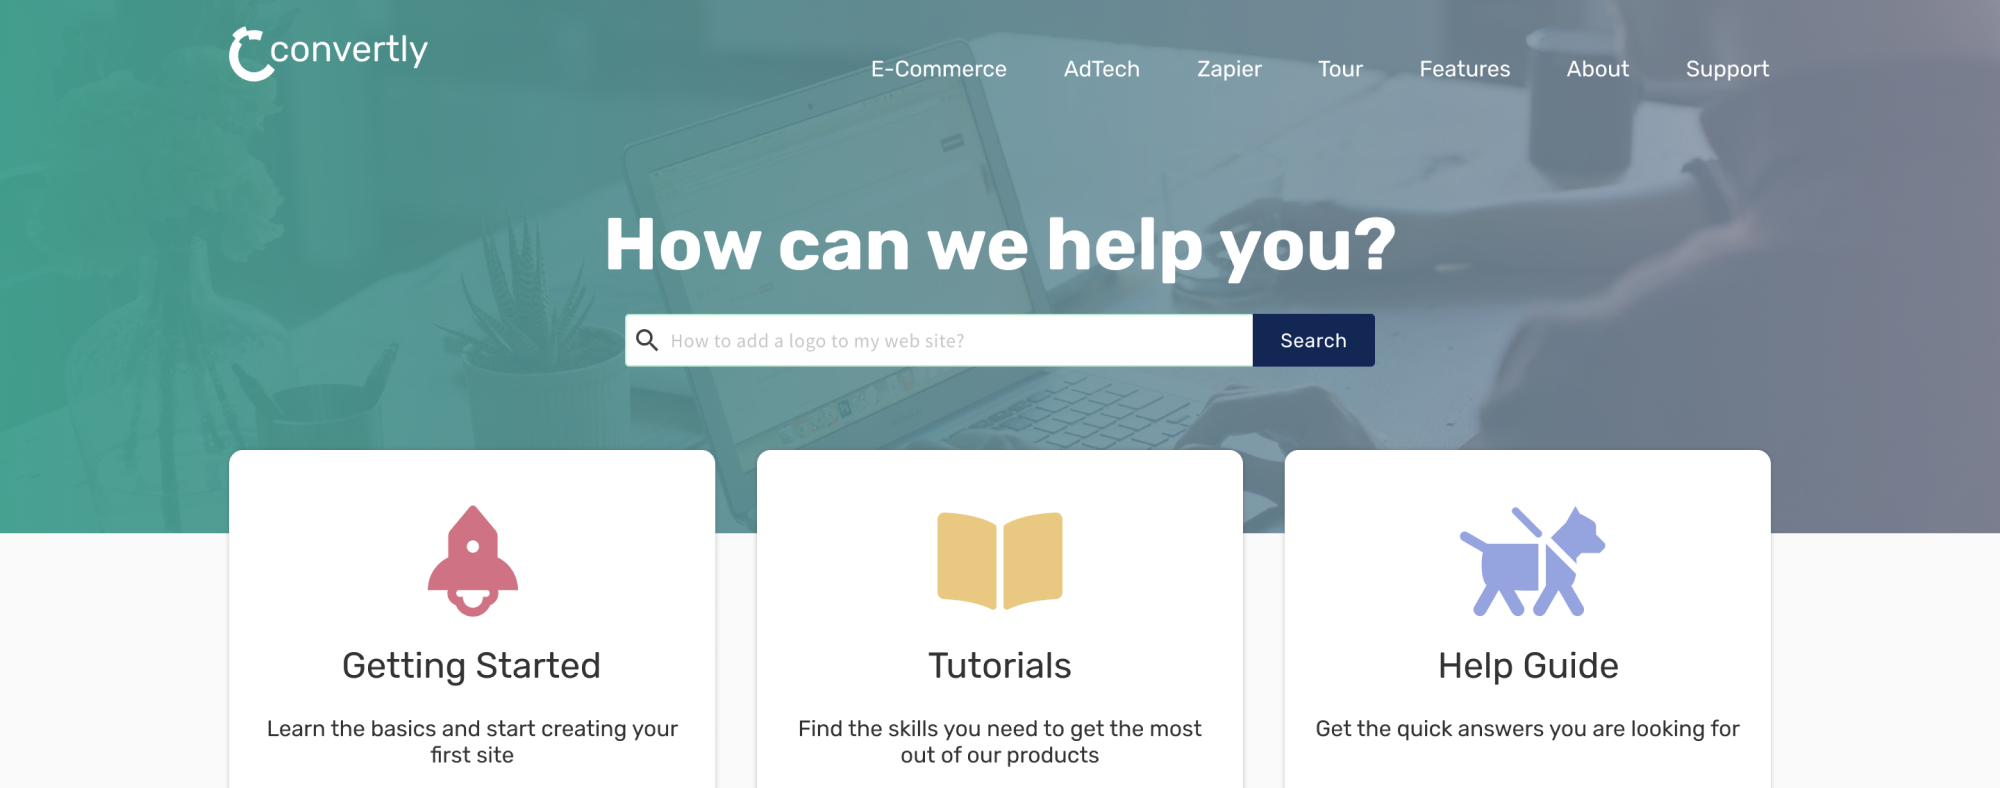 convertly
E-Commerce AdTech Zapier Tour Features About Support
How can we help you?
How to add a logo to my web site?
Search
Getting Started
Learn the basics and start creating your
first site
Tutorials
Find the skills you need to get the most
out of our products
Help Guide
Get the quick answers you are looking for